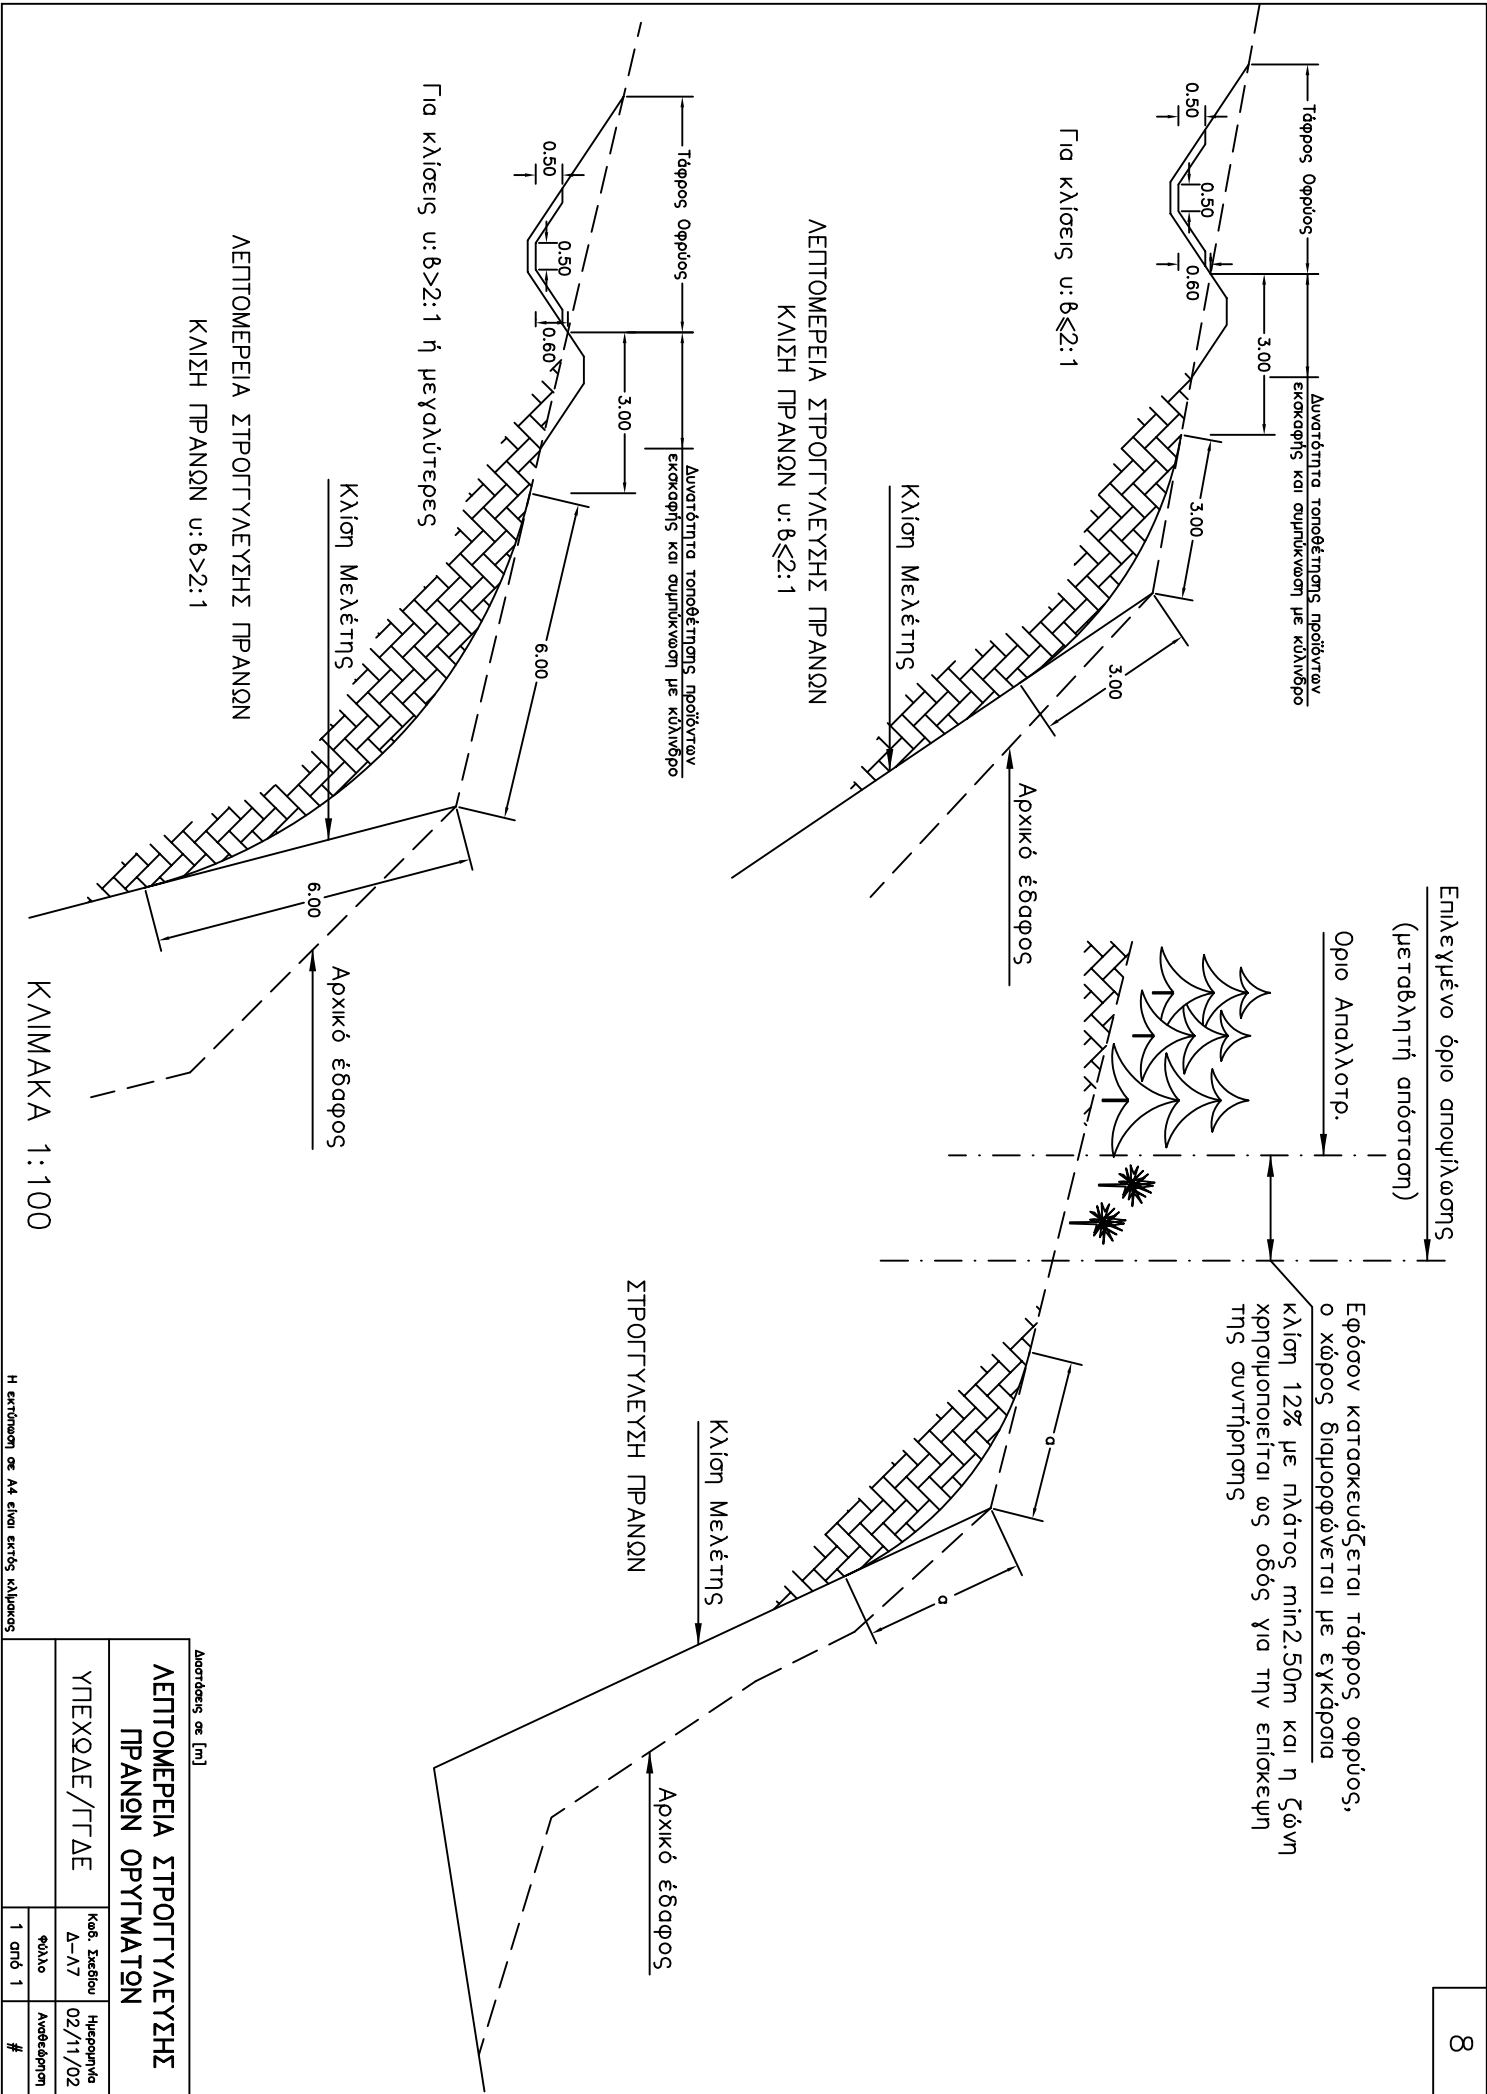 8
Επιλεγμένο όριο αποψίλωσης
(μεταβλητή απόσταση)
Οριο Απαλλοτρ.
Εφόσον κατασκευάζεται τάφρος οφρύος,
ο χώρος διαμορφώνεται με εγκάρσια
κλίση 12% με πλάτος min2.50m και η ζώνη
χρησιμοποιείται ως οδός για την επίσκεψη
της συντήρησης
α
α
Κλίση Μελέτης
Αρχικό έδαφος
ΣΤΡΟΓΓΥΛΕΥΣΗ ΠΡΑΝΩΝ
Τάφρος Οφρύος
Δυνατότητα τοποθέτησης προϊόντων
εκσκαφής και συμπύκνωση με κύλινδρο
3.00
0.50
0.50
0.60
3.00
3.00
Για κλίσεις υ:β≤2:1
Κλίση Μελέτης
Αρχικό έδαφος
ΛΕΠΤΟΜΕΡΕΙΑ ΣΤΡΟΓΓΥΛΕΥΣΗΣ ΠΡΑΝΩΝ
ΚΛΙΣΗ ΠΡΑΝΩΝ υ:β≤2:1
Τάφρος Οφρύος
Δυνατότητα τοποθέτησης προϊόντων
εκσκαφής και συμπύκνωση με κύλινδρο
3.00
0.50
0.50
0.60
6.00
6.00
Για κλίσεις υ:β>2:1 ή μεγαλύτερες
Κλίση Μελέτης
Αρχικό έδαφος
ΛΕΠΤΟΜΕΡΕΙΑ ΣΤΡΟΓΓΥΛΕΥΣΗΣ ΠΡΑΝΩΝ
ΚΛΙΣΗ ΠΡΑΝΩΝ υ:β>2:1
ΚΛΙΜΑΚΑ 1:100
Η εκτύπωση σε Α4 είναι εκτός κλίμακας
Διαστάσεις σε [m]
ΛΕΠΤΟΜΕΡΕΙΑ ΣΤΡΟΓΓΥΛΕΥΣΗΣ
ΠΡΑΝΩΝ ΟΡΥΓΜΑΤΩΝ
ΥΠΕΧΩΔΕ/ΓΓΔΕ
Κωδ. Σχεδίου
Δ-Λ7
Ημερομηνία
02/11/02
Φύλλο
1 από 1
Αναθεώρηση
#